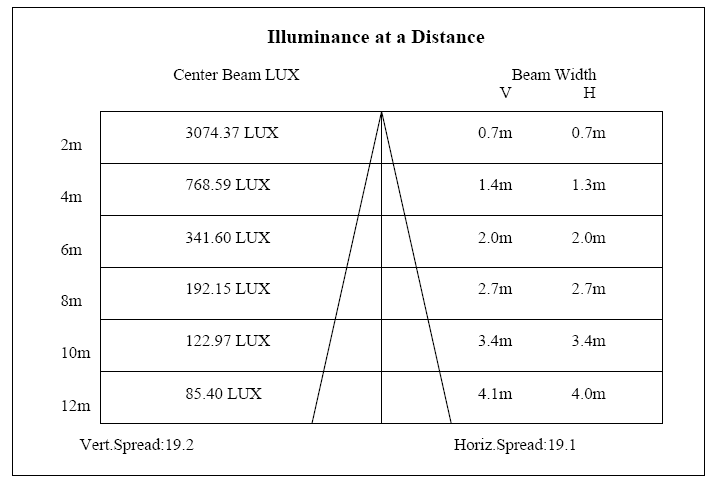 Illuminance at a Distance
Center Beam LUX Beam Width
V H
2m 3074.37 LUX 0.7m 0.7m
4m 768.59 LUX 1.4m 1.3m
6m 341.60 LUX 2.0m 2.0m
8m 192.15 LUX 2.7m 2.7m
10m 122.97 LUX 3.4m 3.4m
12m 85.40 LUX 4.1m 4.0m
Vert.Spread:19.2 Horiz.Spread:19.1